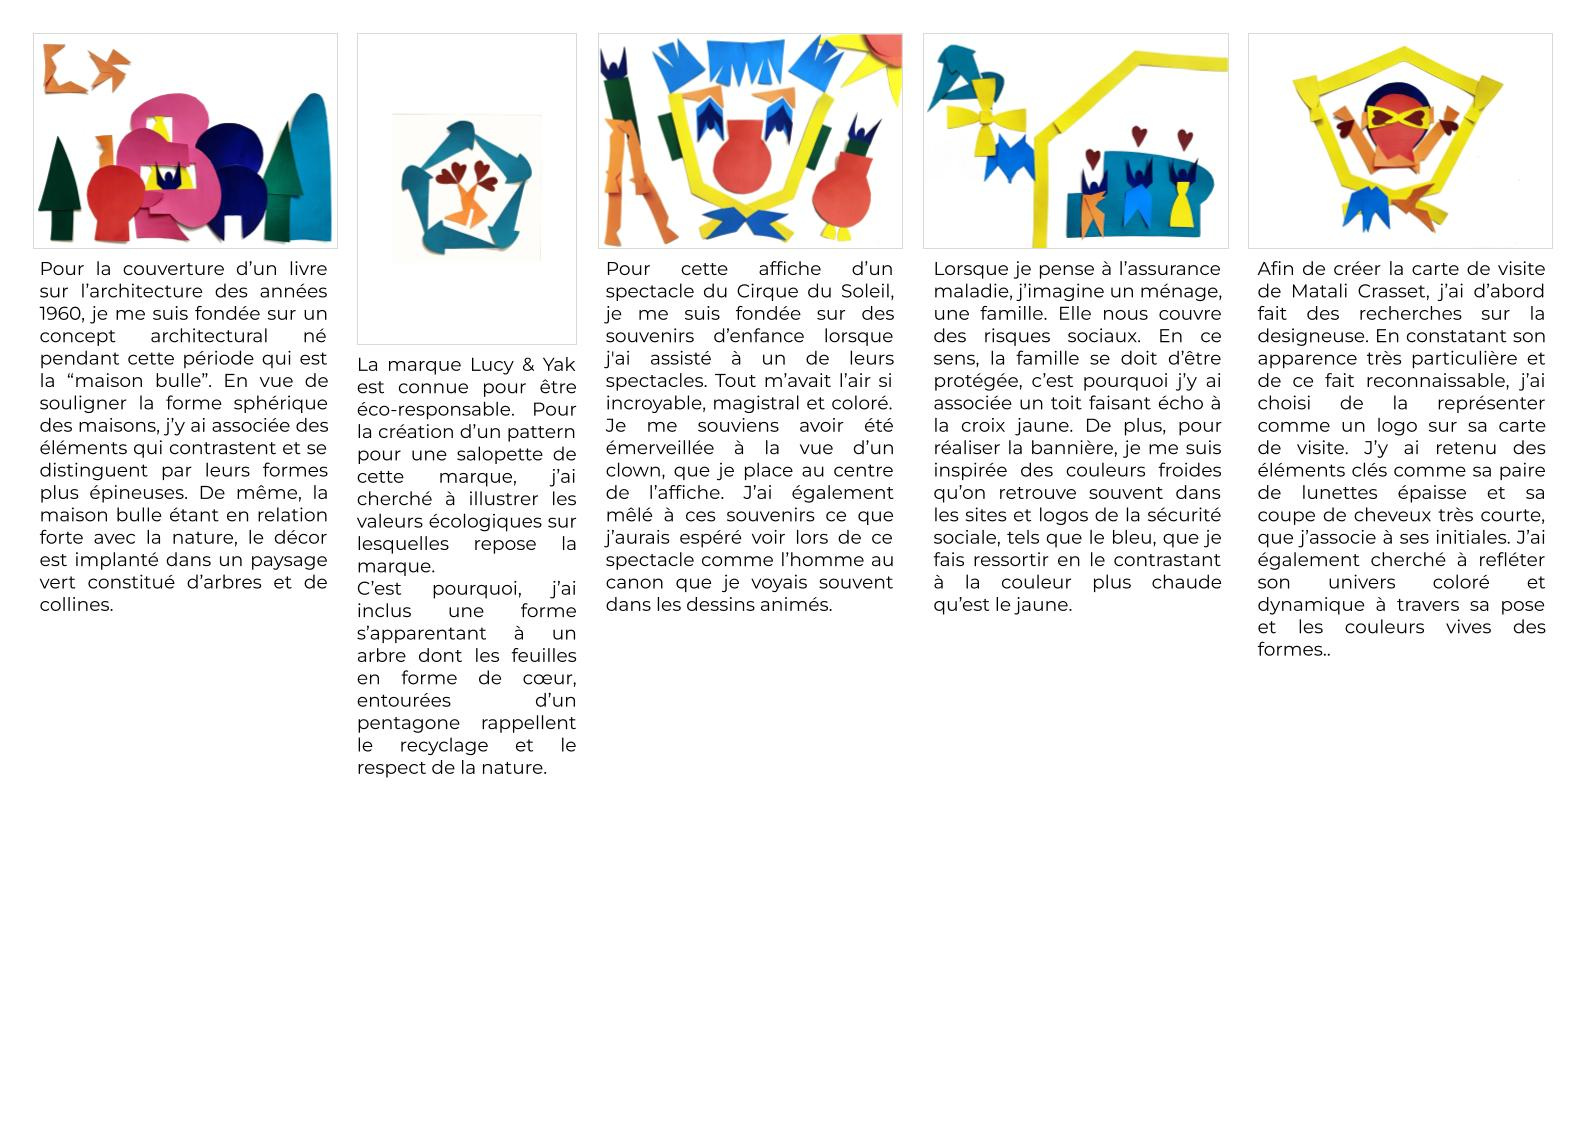 Pour la couverture d’un livre
sur l’architecture des années
1960, je me suis fondée sur un
concept architectural né
pendant cette période qui est
la “maison bulle”. En vue de
souligner la forme sphérique
des maisons, j’y ai associée des
éléments qui contrastent et se
distinguent par leurs formes
plus épineuses. De même, la
maison bulle étant en relation
forte avec la nature, le décor
est implanté dans un paysage
vert constitué d’arbres et de
collines.
La marque Lucy & Yak
est connue pour être
éco-responsable. Pour
la création d’un pattern
pour une salopette de
cette marque, j’ai
cherché à illustrer les
valeurs écologiques sur
lesquelles repose la
marque.
C’est pourquoi, j’ai
inclus une forme
s’apparentant à un
arbre dont les feuilles
en forme de cœur,
entourées d’un
pentagone rappellent
le recyclage et le
respect de la nature.
Pour cette affiche d’un
spectacle du Cirque du Soleil,
je me suis fondée sur des
souvenirs d’enfance lorsque
j'ai assisté à un de leurs
spectacles. Tout m’avait l’air si
incroyable, magistral et coloré.
Je me souviens avoir été
émerveillée à la vue d’un
clown, que je place au centre
de l’affiche. J’ai également
mêlé à ces souvenirs ce que
j’aurais espéré voir lors de ce
spectacle comme l’homme au
canon que je voyais souvent
dans les dessins animés.
Lorsque je pense à l’assurance
maladie, j’imagine un ménage,
une famille. Elle nous couvre
des risques sociaux. En ce
sens, la famille se doit d’être
protégée, c’est pourquoi j’y ai
associée un toit faisant écho à
la croix jaune. De plus, pour
réaliser la bannière, je me suis
inspirée des couleurs froides
qu’on retrouve souvent dans
les sites et logos de la sécurité
sociale, tels que le bleu, que je
fais ressortir en le contrastant
à la couleur plus chaude
qu’est le jaune.
Afin de créer la carte de visite
de Matali Crasset, j’ai d’abord
fait des recherches sur la
designeuse. En constatant son
apparence très particulière et
de ce fait reconnaissable, j’ai
choisi de la représenter
comme un logo sur sa carte
de visite. J’y ai retenu des
éléments clés comme sa paire
de lunettes épaisse et sa
coupe de cheveux très courte,
que j’associe à ses initiales. J’ai
également cherché à refléter
son univers coloré et
dynamique à travers sa pose
et les couleurs vives des
formes..